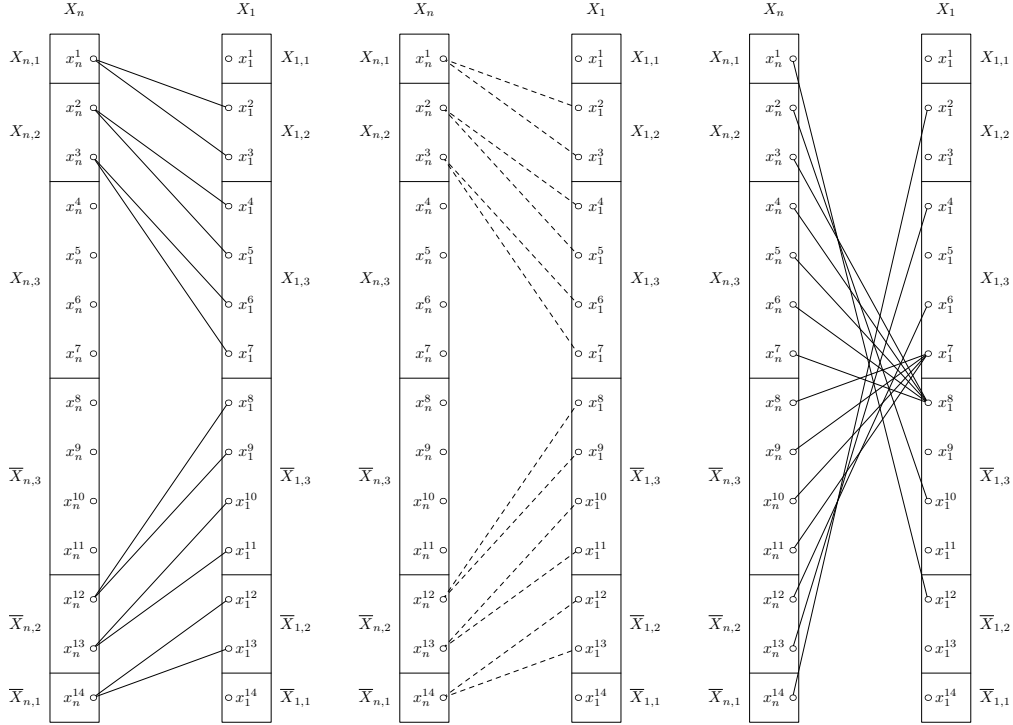 $X_n$ $X_1$ $X_n$ $X_1$ $X_n$ $X_1$
$X_{n,1}$ $x_n^1$ $x_1^1$ $X_{1,1}$ $X_{n,1}$ $x_n^1$ $x_1^1$ $X_{1,1}$ $X_{n,1}$ $x_n^1$ $x_1^1$ $X_{1,1}$
$x_n^2$ $x_1^2$ $x_n^2$ $x_1^2$ $x_n^2$ $x_1^2$
$X_{n,2}$ $X_{1,2}$ $X_{n,2}$ $X_{1,2}$ $X_{n,2}$ $X_{1,2}$
$x_n^3$ $x_1^3$ $x_n^3$ $x_1^3$ $x_n^3$ $x_1^3$
$x_n^4$ $x_1^4$ $x_n^4$ $x_1^4$ $x_n^4$ $x_1^4$
$x_n^5$ $x_1^5$ $x_n^5$ $x_1^5$ $x_n^5$ $x_1^5$
$X_{n,3}$ $X_{1,3}$ $X_{n,3}$ $X_{1,3}$ $X_{n,3}$ $X_{1,3}$
$x_n^6$ $x_1^6$ $x_n^6$ $x_1^6$ $x_n^6$ $x_1^6$
$x_n^7$ $x_1^7$ $x_n^7$ $x_1^7$ $x_n^7$ $x_1^7$
$x_n^8$ $x_1^8$ $x_n^8$ $x_1^8$ $x_n^8$ $x_1^8$
$x_n^9$ $x_1^9$ $x_n^9$ $x_1^9$ $x_n^9$ $x_1^9$
$\overline{X}_{n,3}$ $\overline{X}_{1,3}$ $\overline{X}_{n,3}$ $\overline{X}_{1,3}$ $\overline{X}_{n,3}$ $\overline{X}_{1,3}$
$x_n^{10}$ $x_1^{10}$ $x_n^{10}$ $x_1^{10}$ $x_n^{10}$ $x_1^{10}$
$x_n^{11}$ $x_1^{11}$ $x_n^{11}$ $x_1^{11}$ $x_n^{11}$ $x_1^{11}$
$x_n^{12}$ $x_1^{12}$ $x_n^{12}$ $x_1^{12}$ $x_n^{12}$ $x_1^{12}$
$\overline{X}_{n,2}$ $\overline{X}_{1,2}$ $\overline{X}_{n,2}$ $\overline{X}_{1,2}$ $\overline{X}_{n,2}$ $\overline{X}_{1,2}$
$x_n^{13}$ $x_1^{13}$ $x_n^{13}$ $x_1^{13}$ $x_n^{13}$ $x_1^{13}$
$\overline{X}_{n,1}$ $x_n^{14}$ $x_1^{14}$ $\overline{X}_{1,1}$ $\overline{X}_{n,1}$ $x_n^{14}$ $x_1^{14}$ $\overline{X}_{1,1}$ $\overline{X}_{n,1}$ $x_n^{14}$ $x_1^{14}$ $\overline{X}_{1,1}$